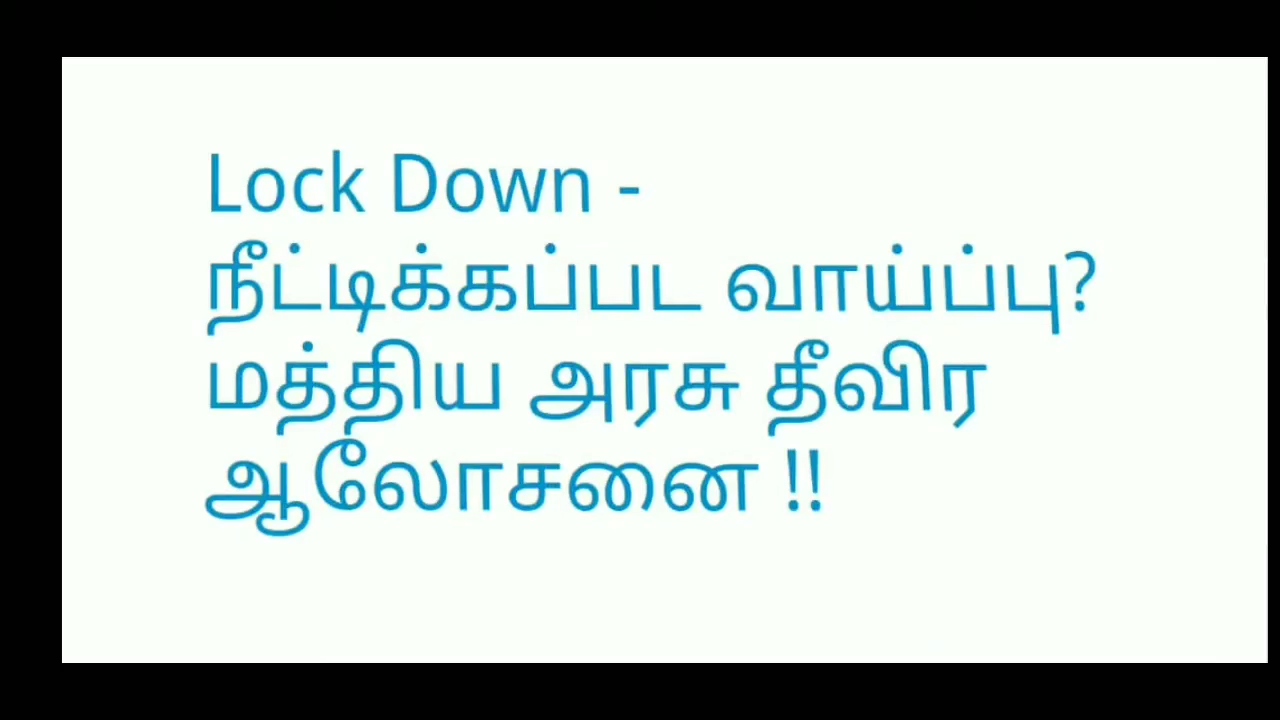 Lock Down -
நீட்டிக்கப்பட வாய்ப்பு?
மத்திய அரசு தீவிர
ஆலோசனை !!